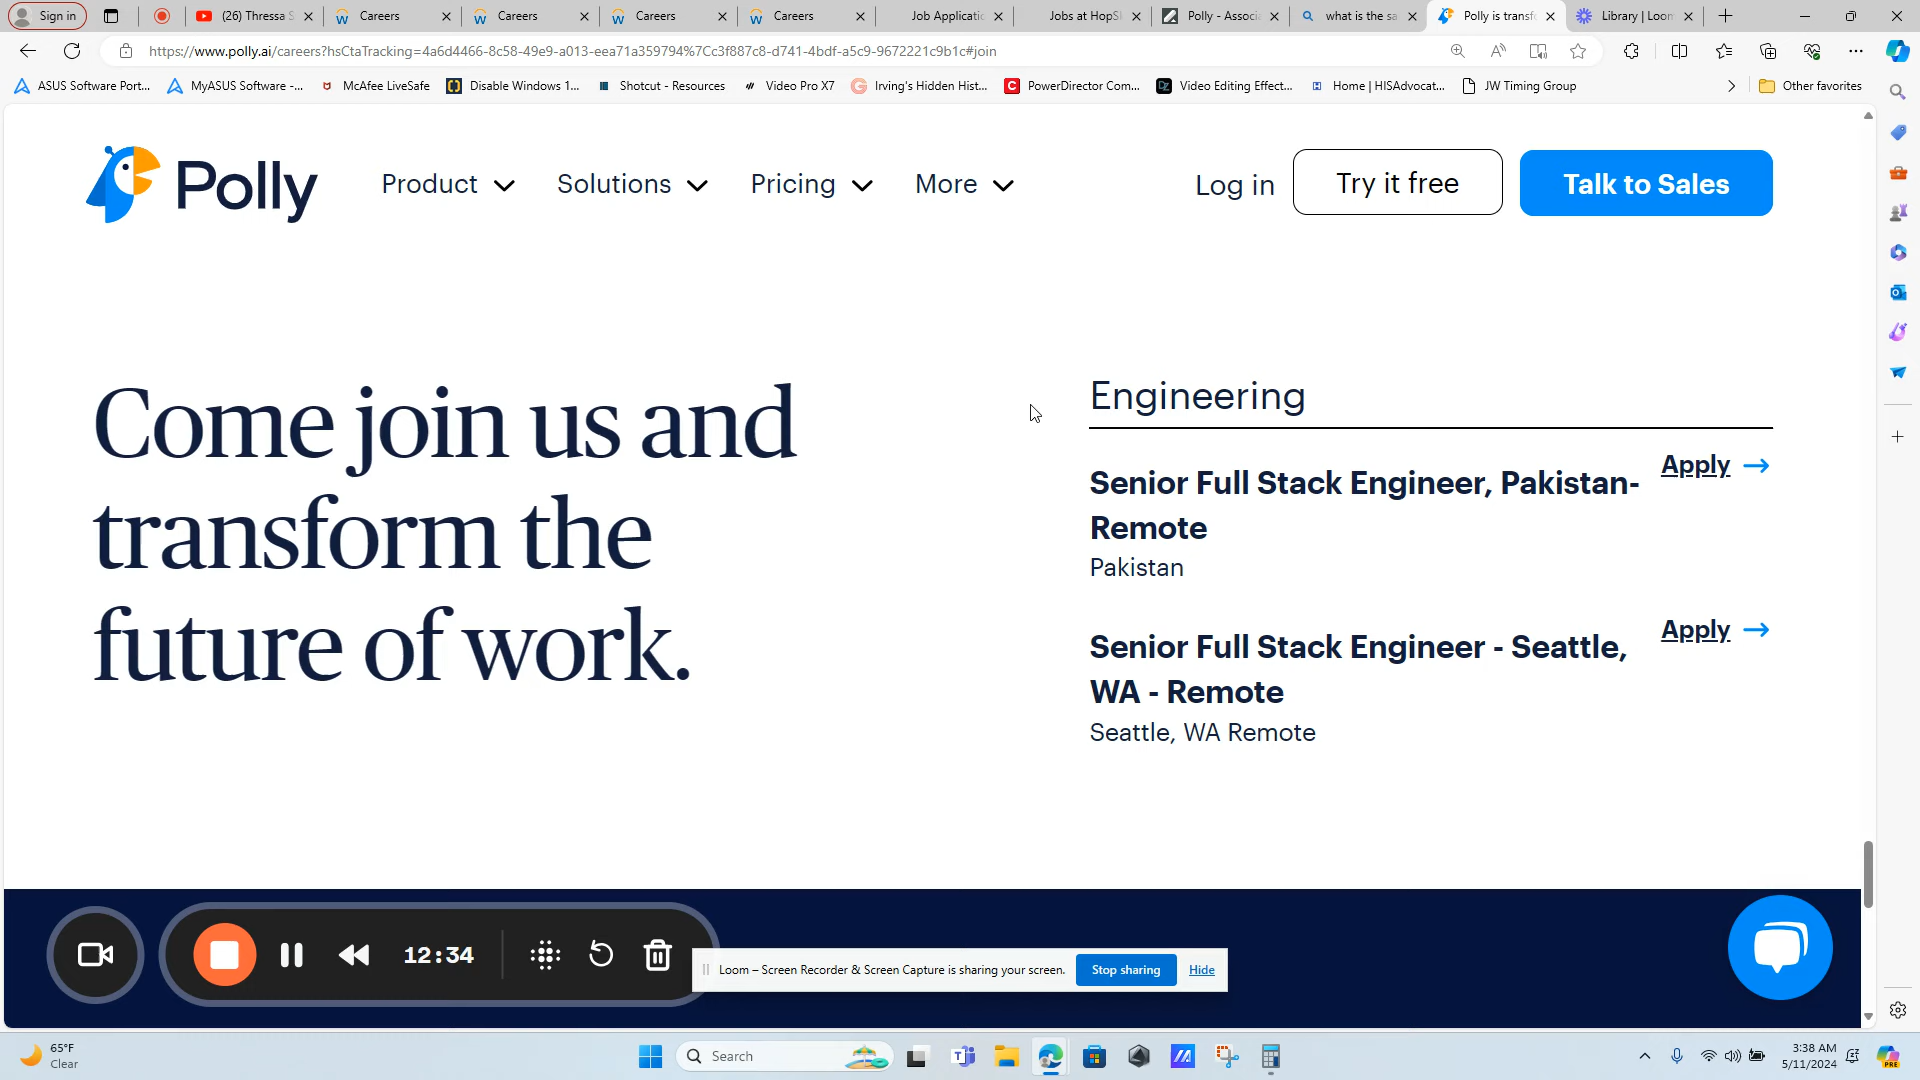 Sign in
(26) Thressa S
Careers
Careers
Careers
Careers
Job Applicatic
Jobs at HopSk
Polly - Associa
what is the sa
Polly is transf
Library | Loom
https://www.polly.ai/careers?hsCtaTracking=4a6d4466-8c58-49e9-a013-eea71a359794%7Cc3f887c8-d741-4bdf-a5c9-9672221c9b1c#join
ASUS Software Port...
MyASUS Software -...
McAfee LiveSafe
Disable Windows 1...
Shotcut - Resources
Video Pro X7
Irving's Hidden Hist...
PowerDirector Com...
Video Editing Effect...
Home | HISAdvocat...
JW Timing Group
Other favorites
Polly
Product
Solutions
Pricing
More
Log in
Try it free
Talk to Sales
Come join us and
transform the
future of work.
Engineering
Senior Full Stack Engineer, Pakistan-
Remote
Pakistan
Apply
Senior Full Stack Engineer - Seattle,
WA - Remote
Seattle, WA Remote
Apply
12:34
Loom – Screen Recorder & Screen Capture is sharing your screen.
Stop sharing
Hide
65°F
Clear
Search
3:38 AM
5/11/2024